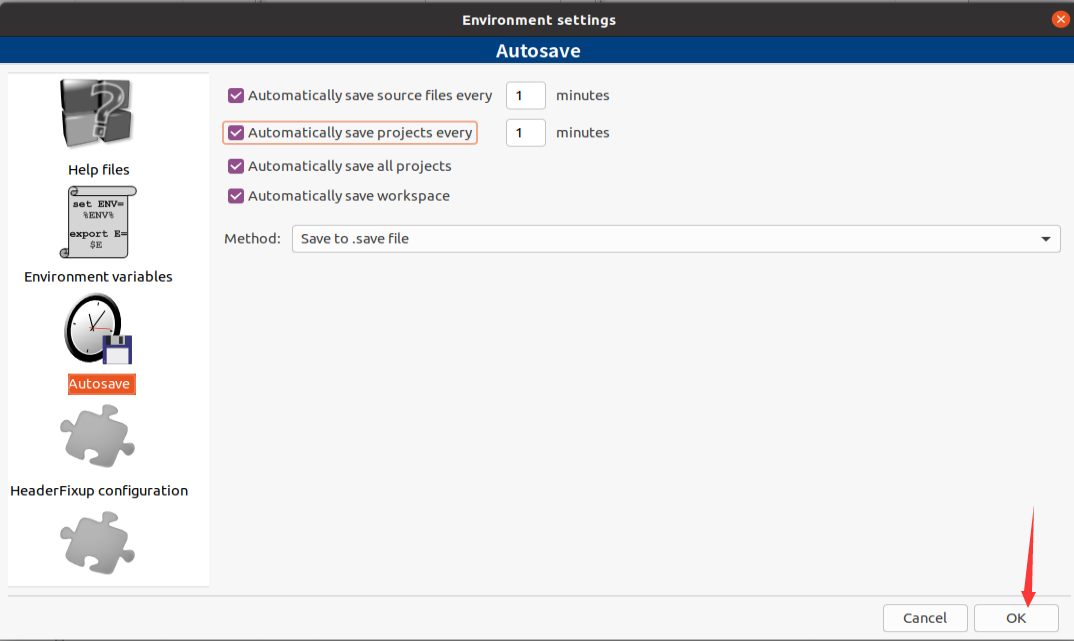 Environment settings
Autosave
Help files
set ENV=
%ENV%
export E=
$E
Environment variables
Autosave
HeaderFixup configuration
Automatically save source files every 1 minutes
Automatically save projects every 1 minutes
Automatically save all projects
Automatically save workspace
Method: Save to .save file
Cancel OK